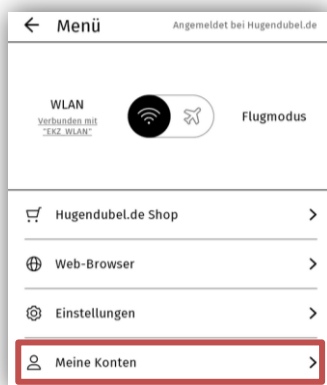 Menü
Angemeldet bei Hugendubel.de
WLAN
Verbunden mit
"EKZ_WLAN"
Flugmodus
Hugendubel.de Shop
Web-Browser
Einstellungen
Meine Konten